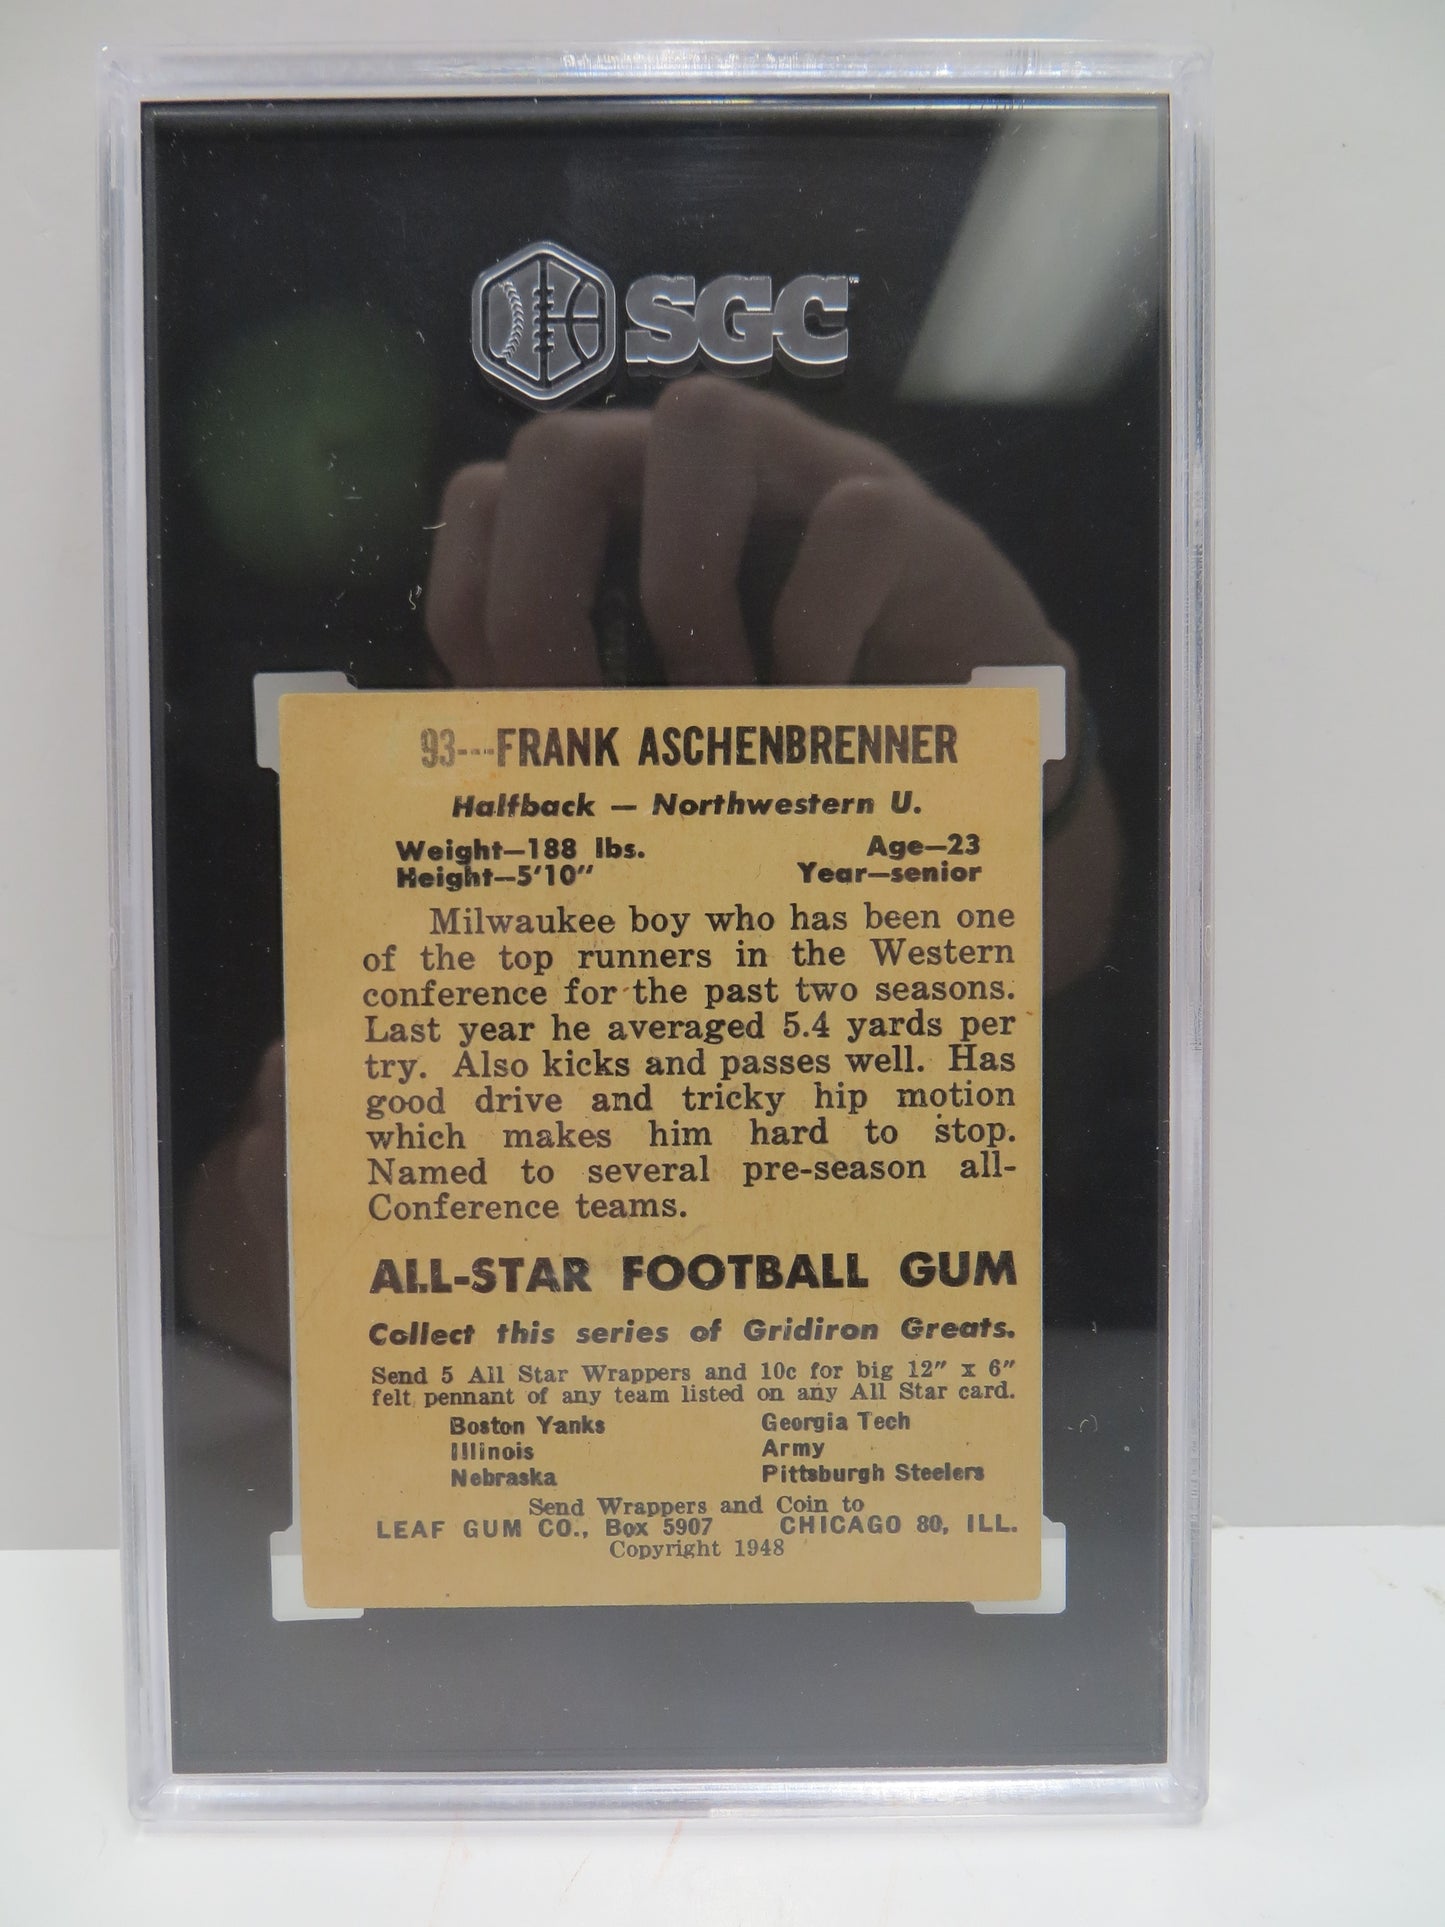 SGC™
93---FRANK ASCHENBRENNER
Halfback — Northwestern U.
Weight—188 lbs. Age—23
Height—5'10" Year—senior
Milwaukee boy who has been one
of the top runners in the Western
conference for the past two seasons.
Last year he averaged 5.4 yards per
try. Also kicks and passes well. Has
good drive and tricky hip motion
which makes him hard to stop.
Named to several pre-season all-
Conference teams.
ALL-STAR FOOTBALL GUM
Collect this series of Gridiron Greats.
Send 5 All Star Wrappers and 10c for big 12" x 6"
felt pennant of any team listed on any All Star card.
Boston Yanks Georgia Tech
Illinois Army
Nebraska Pittsburgh Steelers
Send Wrappers and Coin to
LEAF GUM CO., Box 5907 CHICAGO 80, ILL.
Copyright 1948